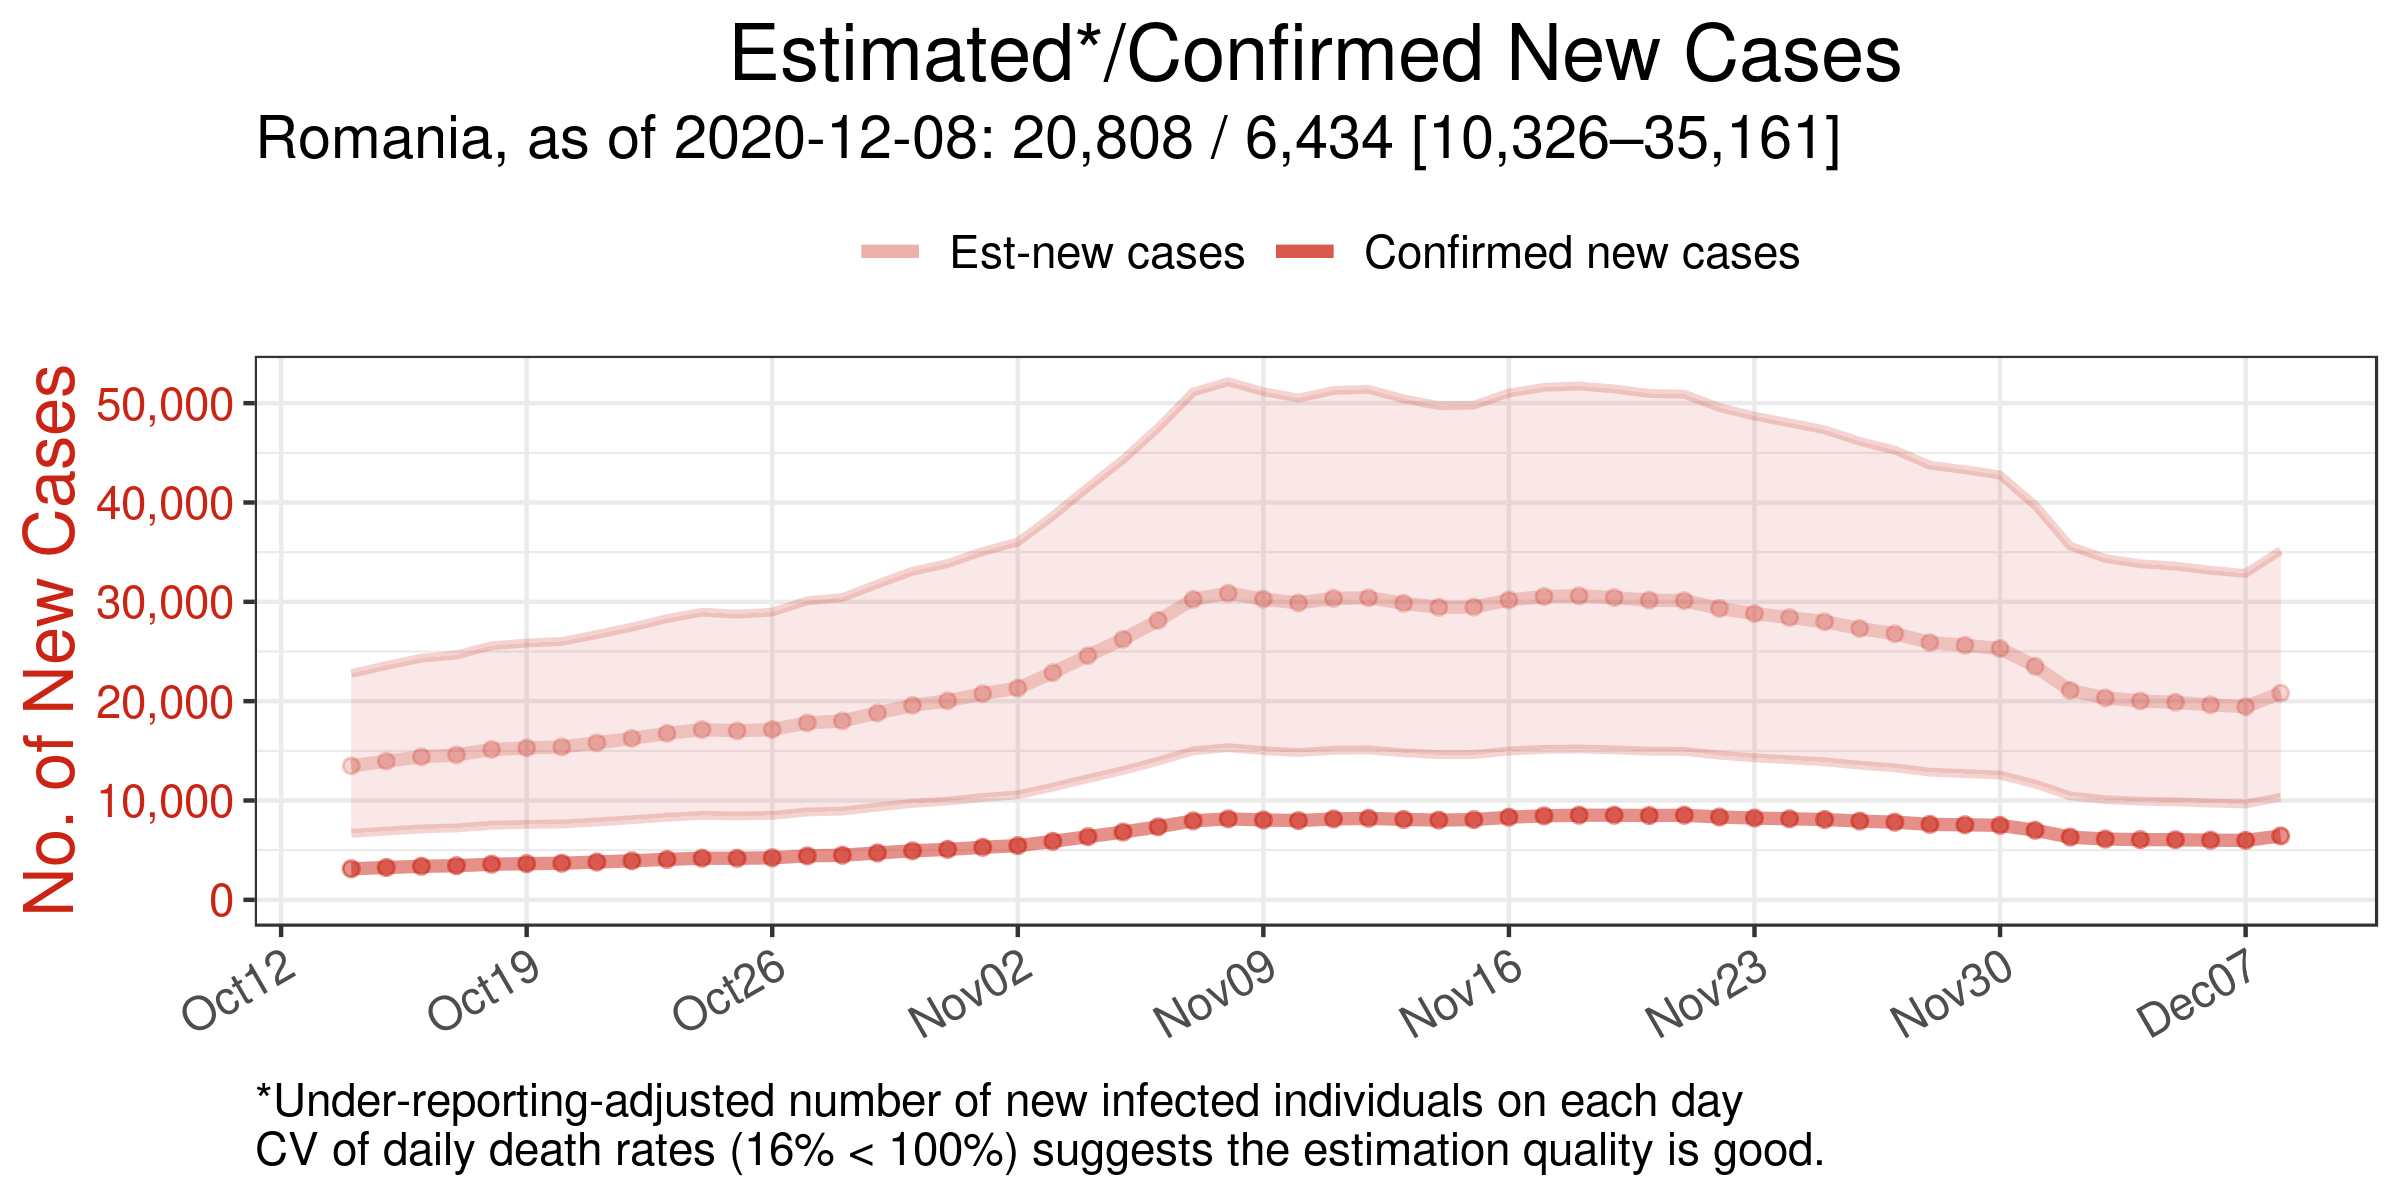 Estimated*/Confirmed New Cases
Romania, as of 2020-12-08: 20,808 / 6,434 [10,326–35,161]
Est-new cases
Confirmed new cases
No. of New Cases
50,000
40,000
30,000
20,000
10,000
0
Oct12
Oct19
Oct26
Nov02
Nov09
Nov16
Nov23
Nov30
Dec07
*Under-reporting-adjusted number of new infected individuals on each day
CV of daily death rates (16% < 100%) suggests the estimation quality is good.